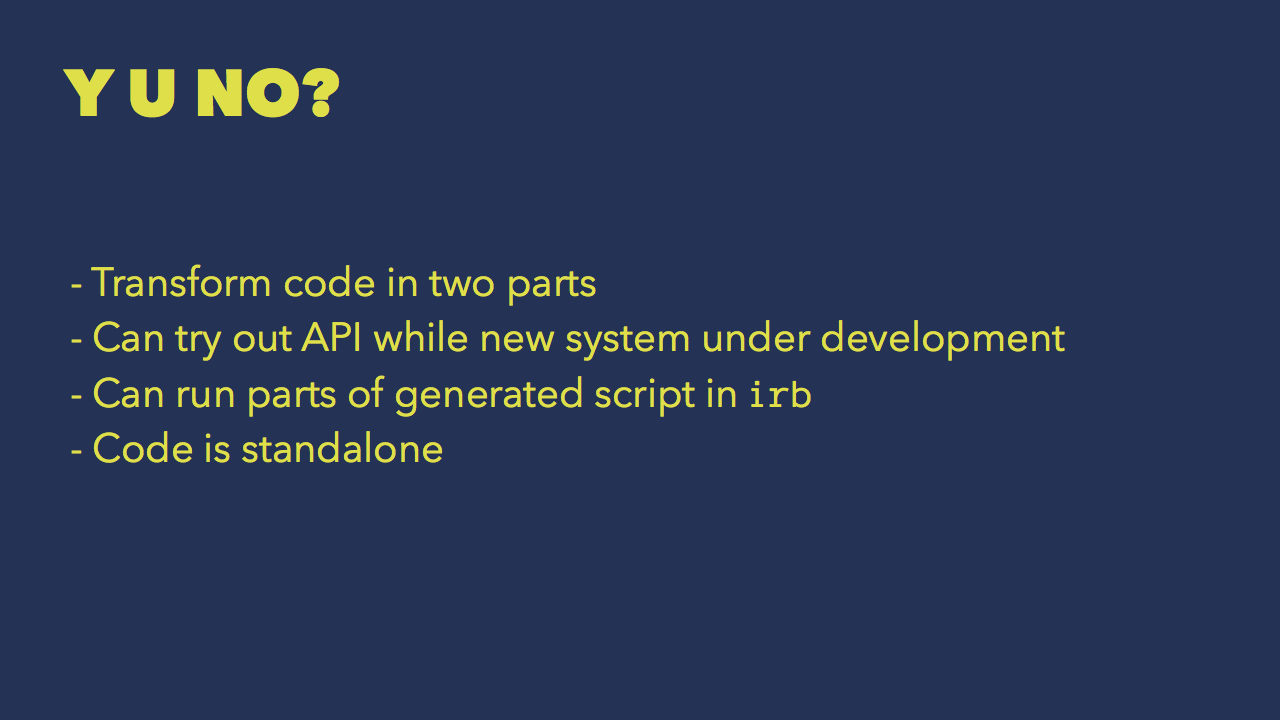 Y U NO?
- Transform code in two parts
- Can try out API while new system under development
- Can run parts of generated script in irb
- Code is standalone